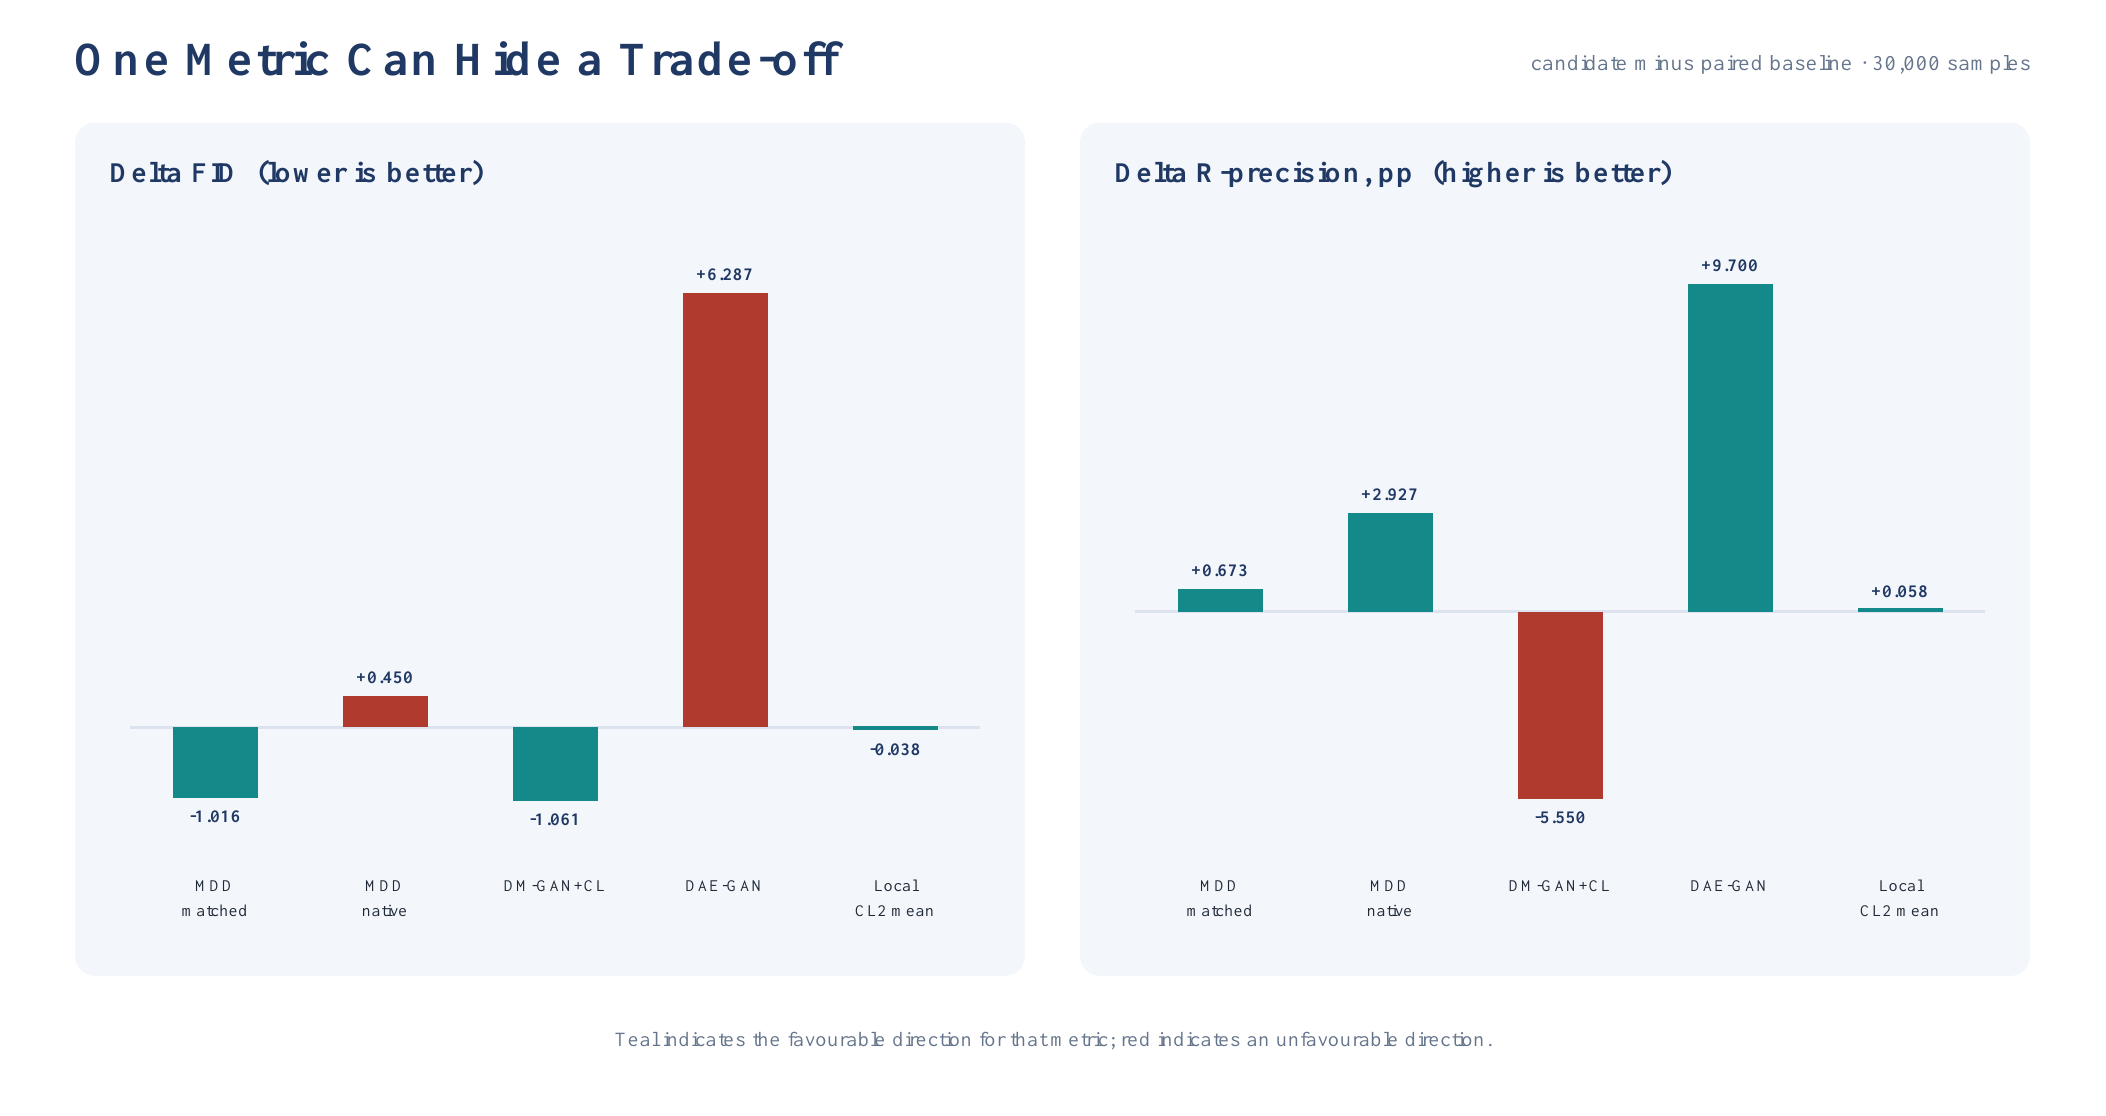 One Metric Can Hide a Trade-off
candidate minus paired baseline · 30,000 samples
Delta FID (lower is better)
+6.287
+0.450
-0.038
-1.016
-1.061
MDD matched
MDD native
DM-GAN+CL
DAE-GAN
Local CL2 mean
Delta R-precision, pp (higher is better)
+9.700
+2.927
+0.673
+0.058
-5.550
MDD matched
MDD native
DM-GAN+CL
DAE-GAN
Local CL2 mean
Teal indicates the favourable direction for that metric; red indicates an unfavourable direction.